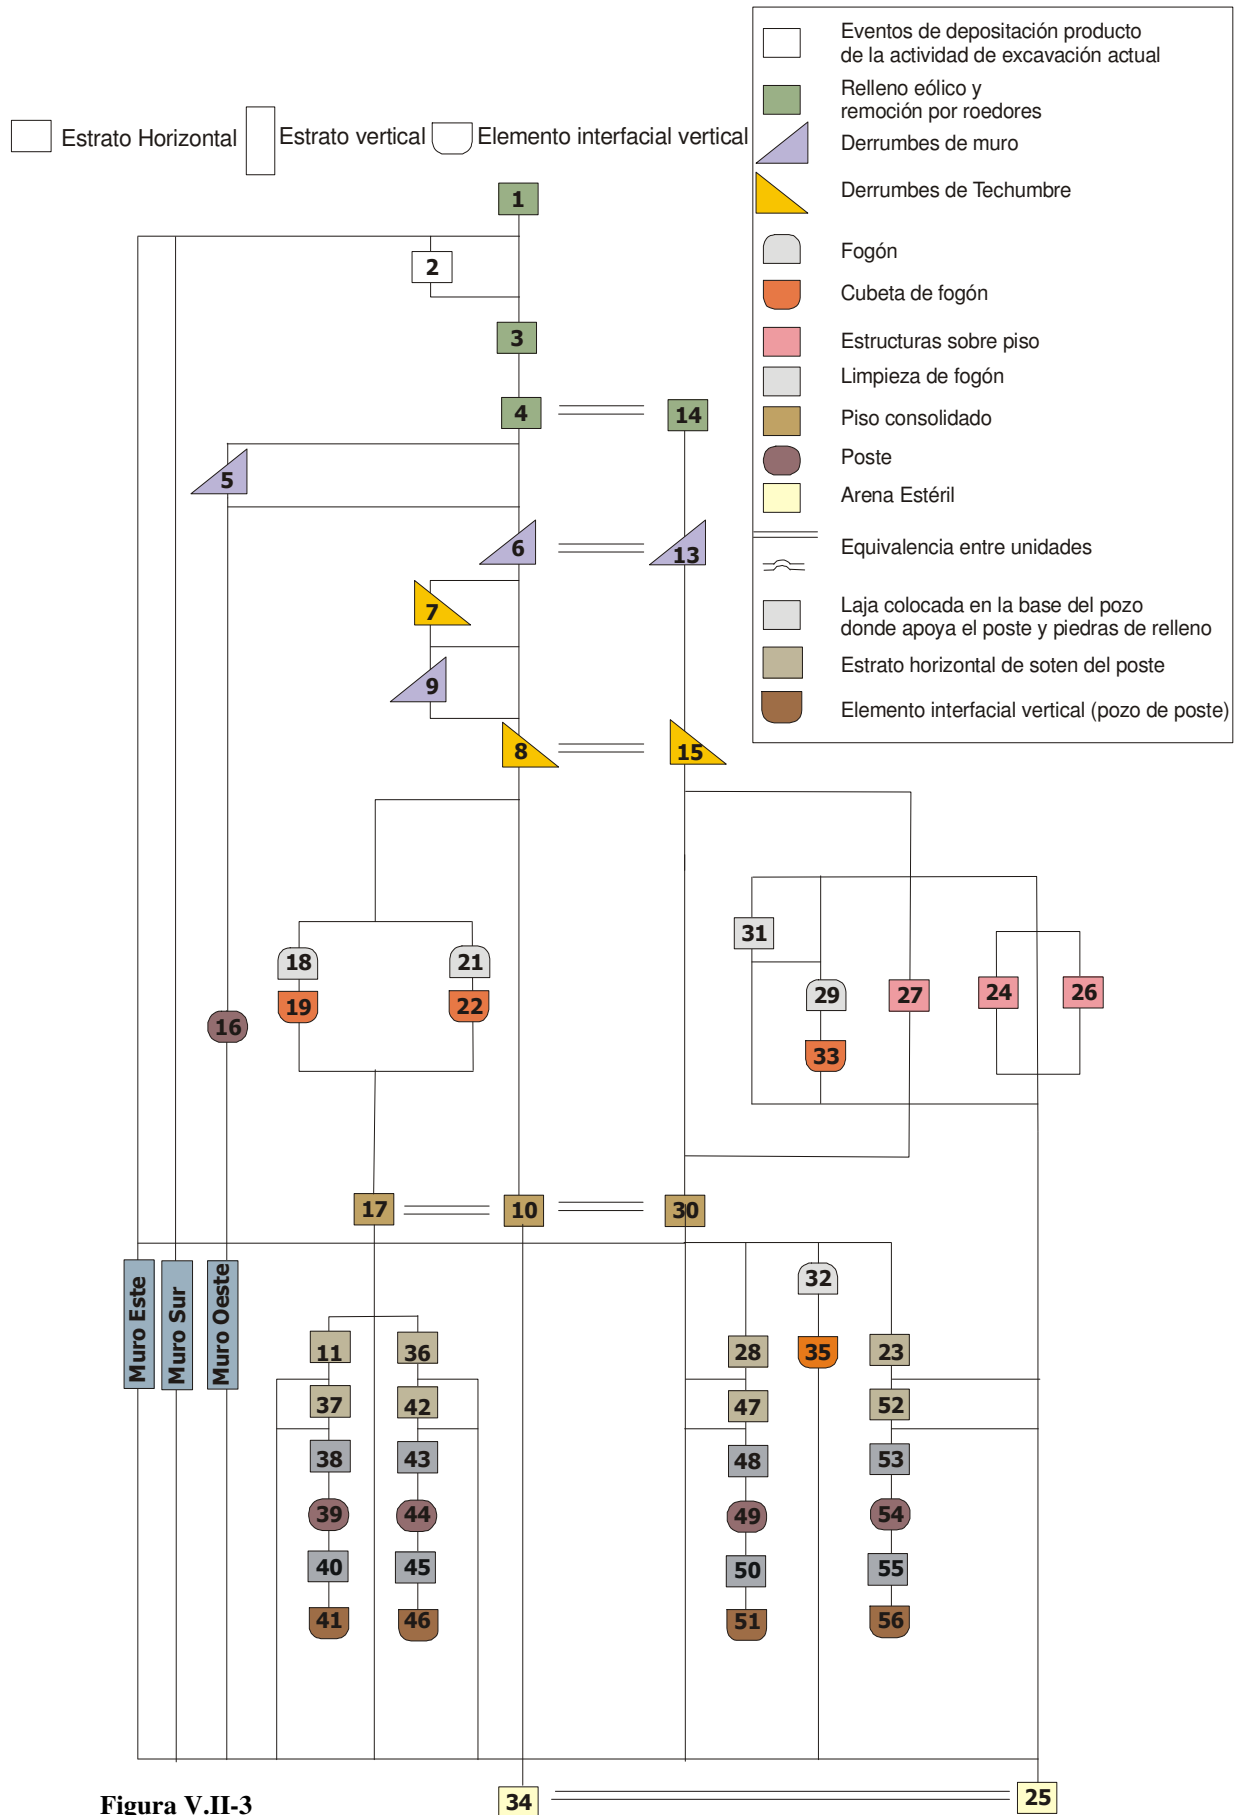 Eventos de depositación producto
de la actividad de excavación actual
Relleno eólico y
remoción por roedores
Derrumbes de muro
Derrumbes de Techumbre
Fogón
Cubeta de fogón
Estructuras sobre piso
Limpieza de fogón
Piso consolidado
Poste
Arena Estéril
Equivalencia entre unidades
Laja colocada en la base del pozo
donde apoya el poste y piedras de relleno
Estrato horizontal de soten del poste
Elemento interfacial vertical (pozo de poste)
Estrato Horizontal
Estrato vertical
Elemento interfacial vertical
1
2
3
4
14
5
6
13
7
9
8
15
31
18
21
29
27
24
26
19
22
16
33
17
10
30
Muro Este
Muro Sur
Muro Oeste
32
11
36
28
35
23
37
42
47
52
38
43
48
53
39
44
49
54
40
45
50
55
41
46
51
56
34
25
Figura V.II-3